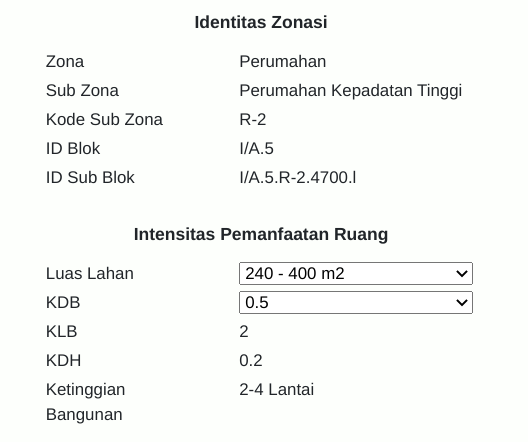 Identitas Zonasi
Zona Perumahan
Sub Zona Perumahan Kepadatan Tinggi
Kode Sub Zona R-2
ID Blok I/A.5
ID Sub Blok I/A.5.R-2.4700.l
Intensitas Pemanfaatan Ruang
Luas Lahan 240 - 400 m2
KDB 0.5
KLB 2
KDH 0.2
Ketinggian 2-4 Lantai
Bangunan